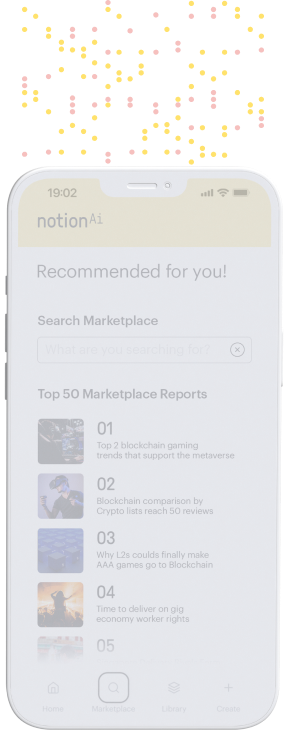 19:02
notionAi
Recommended for you!
Search Marketplace
What are you searching for?
Top 50 Marketplace Reports
01
Top 2 blockchain gaming
trends that support the metaverse
02
Blockchain comparison by
Crypto lists reach 50 reviews
03
Why L2s coulds finally make
AAA games go to Blockchain
04
Time to deliver on gig
economy worker rights
05
Home Marketplace Library Create